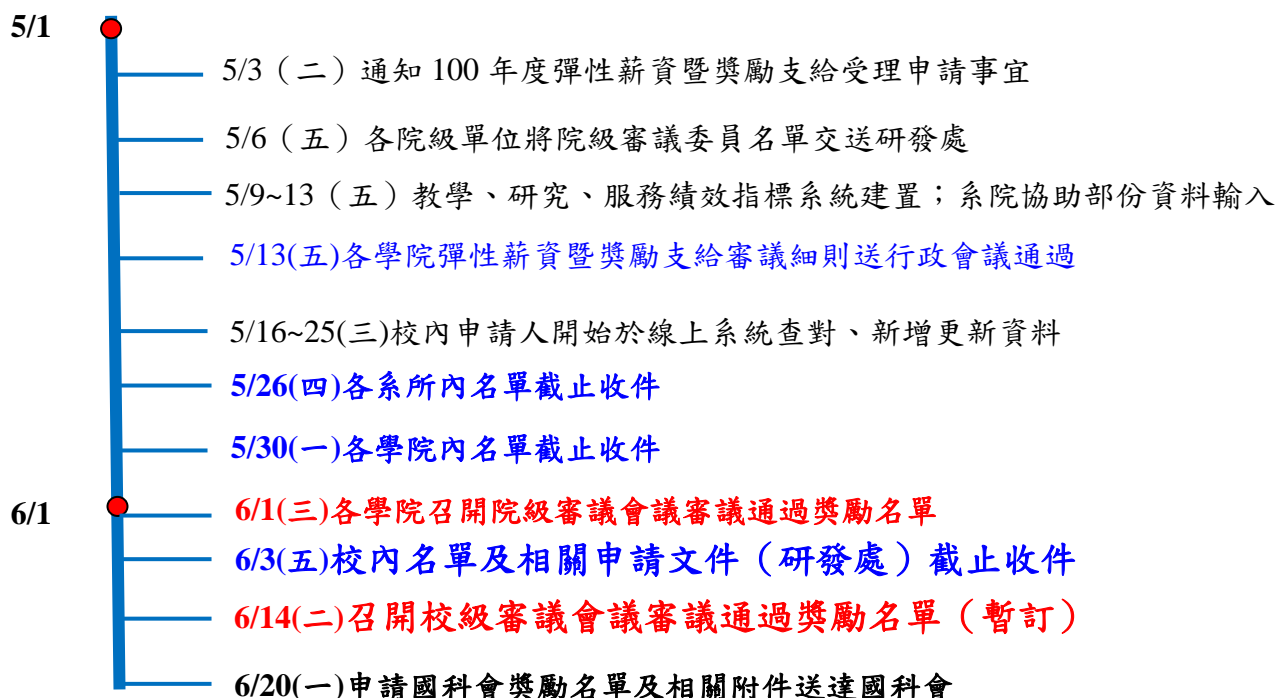 5/1
5/3（二）通知 100 年度彈性薪資暨獎勵支給受理申請事宜
5/6（五）各院級單位將院級審議委員名單交送研發處
5/9~13（五）教學、研究、服務績效指標系統建置；系院協助部份資料輸入
5/13(五)各學院彈性薪資暨獎勵支給審議細則送行政會議通過
5/16~25(三)校內申請人開始於線上系統查對、新增更新資料
5/26(四)各系所內名單截止收件
5/30(一)各學院內名單截止收件
6/1
6/1(三)各學院召開院級審議會議審議通過獎勵名單
6/3(五)校內名單及相關申請文件（研發處）截止收件
6/14(二)召開校級審議會議審議通過獎勵名單（暫訂）
6/20(一)申請國科會獎勵名單及相關附件送達國科會